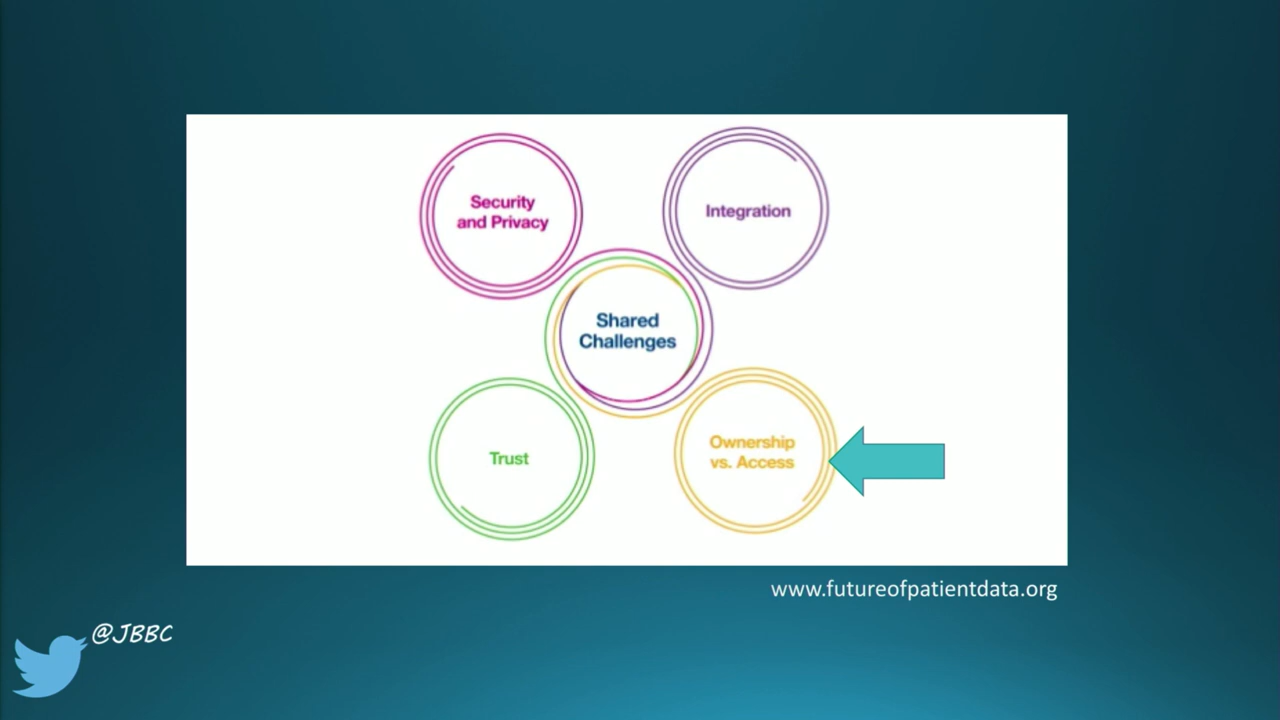 Security
and Privacy
Integration
Shared
Challenges
Trust
Ownership
vs. Access
www.futureofpatientdata.org
@JBBC